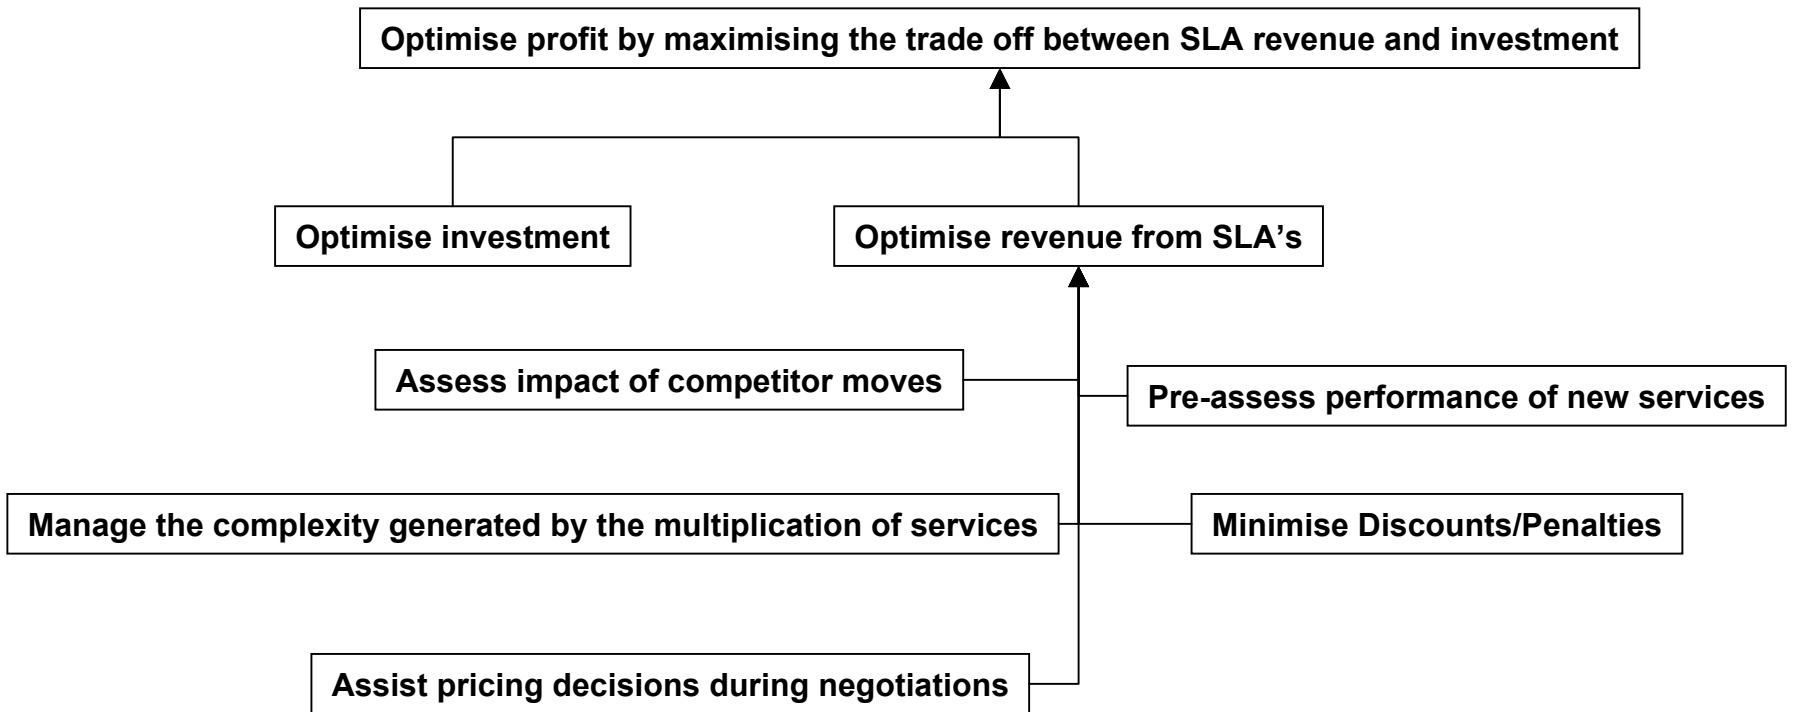 Optimise profit by maximising the trade off between SLA revenue and investment
Optimise investment
Optimise revenue from SLA’s
Assess impact of competitor moves
Pre-assess performance of new services
Manage the complexity generated by the multiplication of services
Minimise Discounts/Penalties
Assist pricing decisions during negotiations